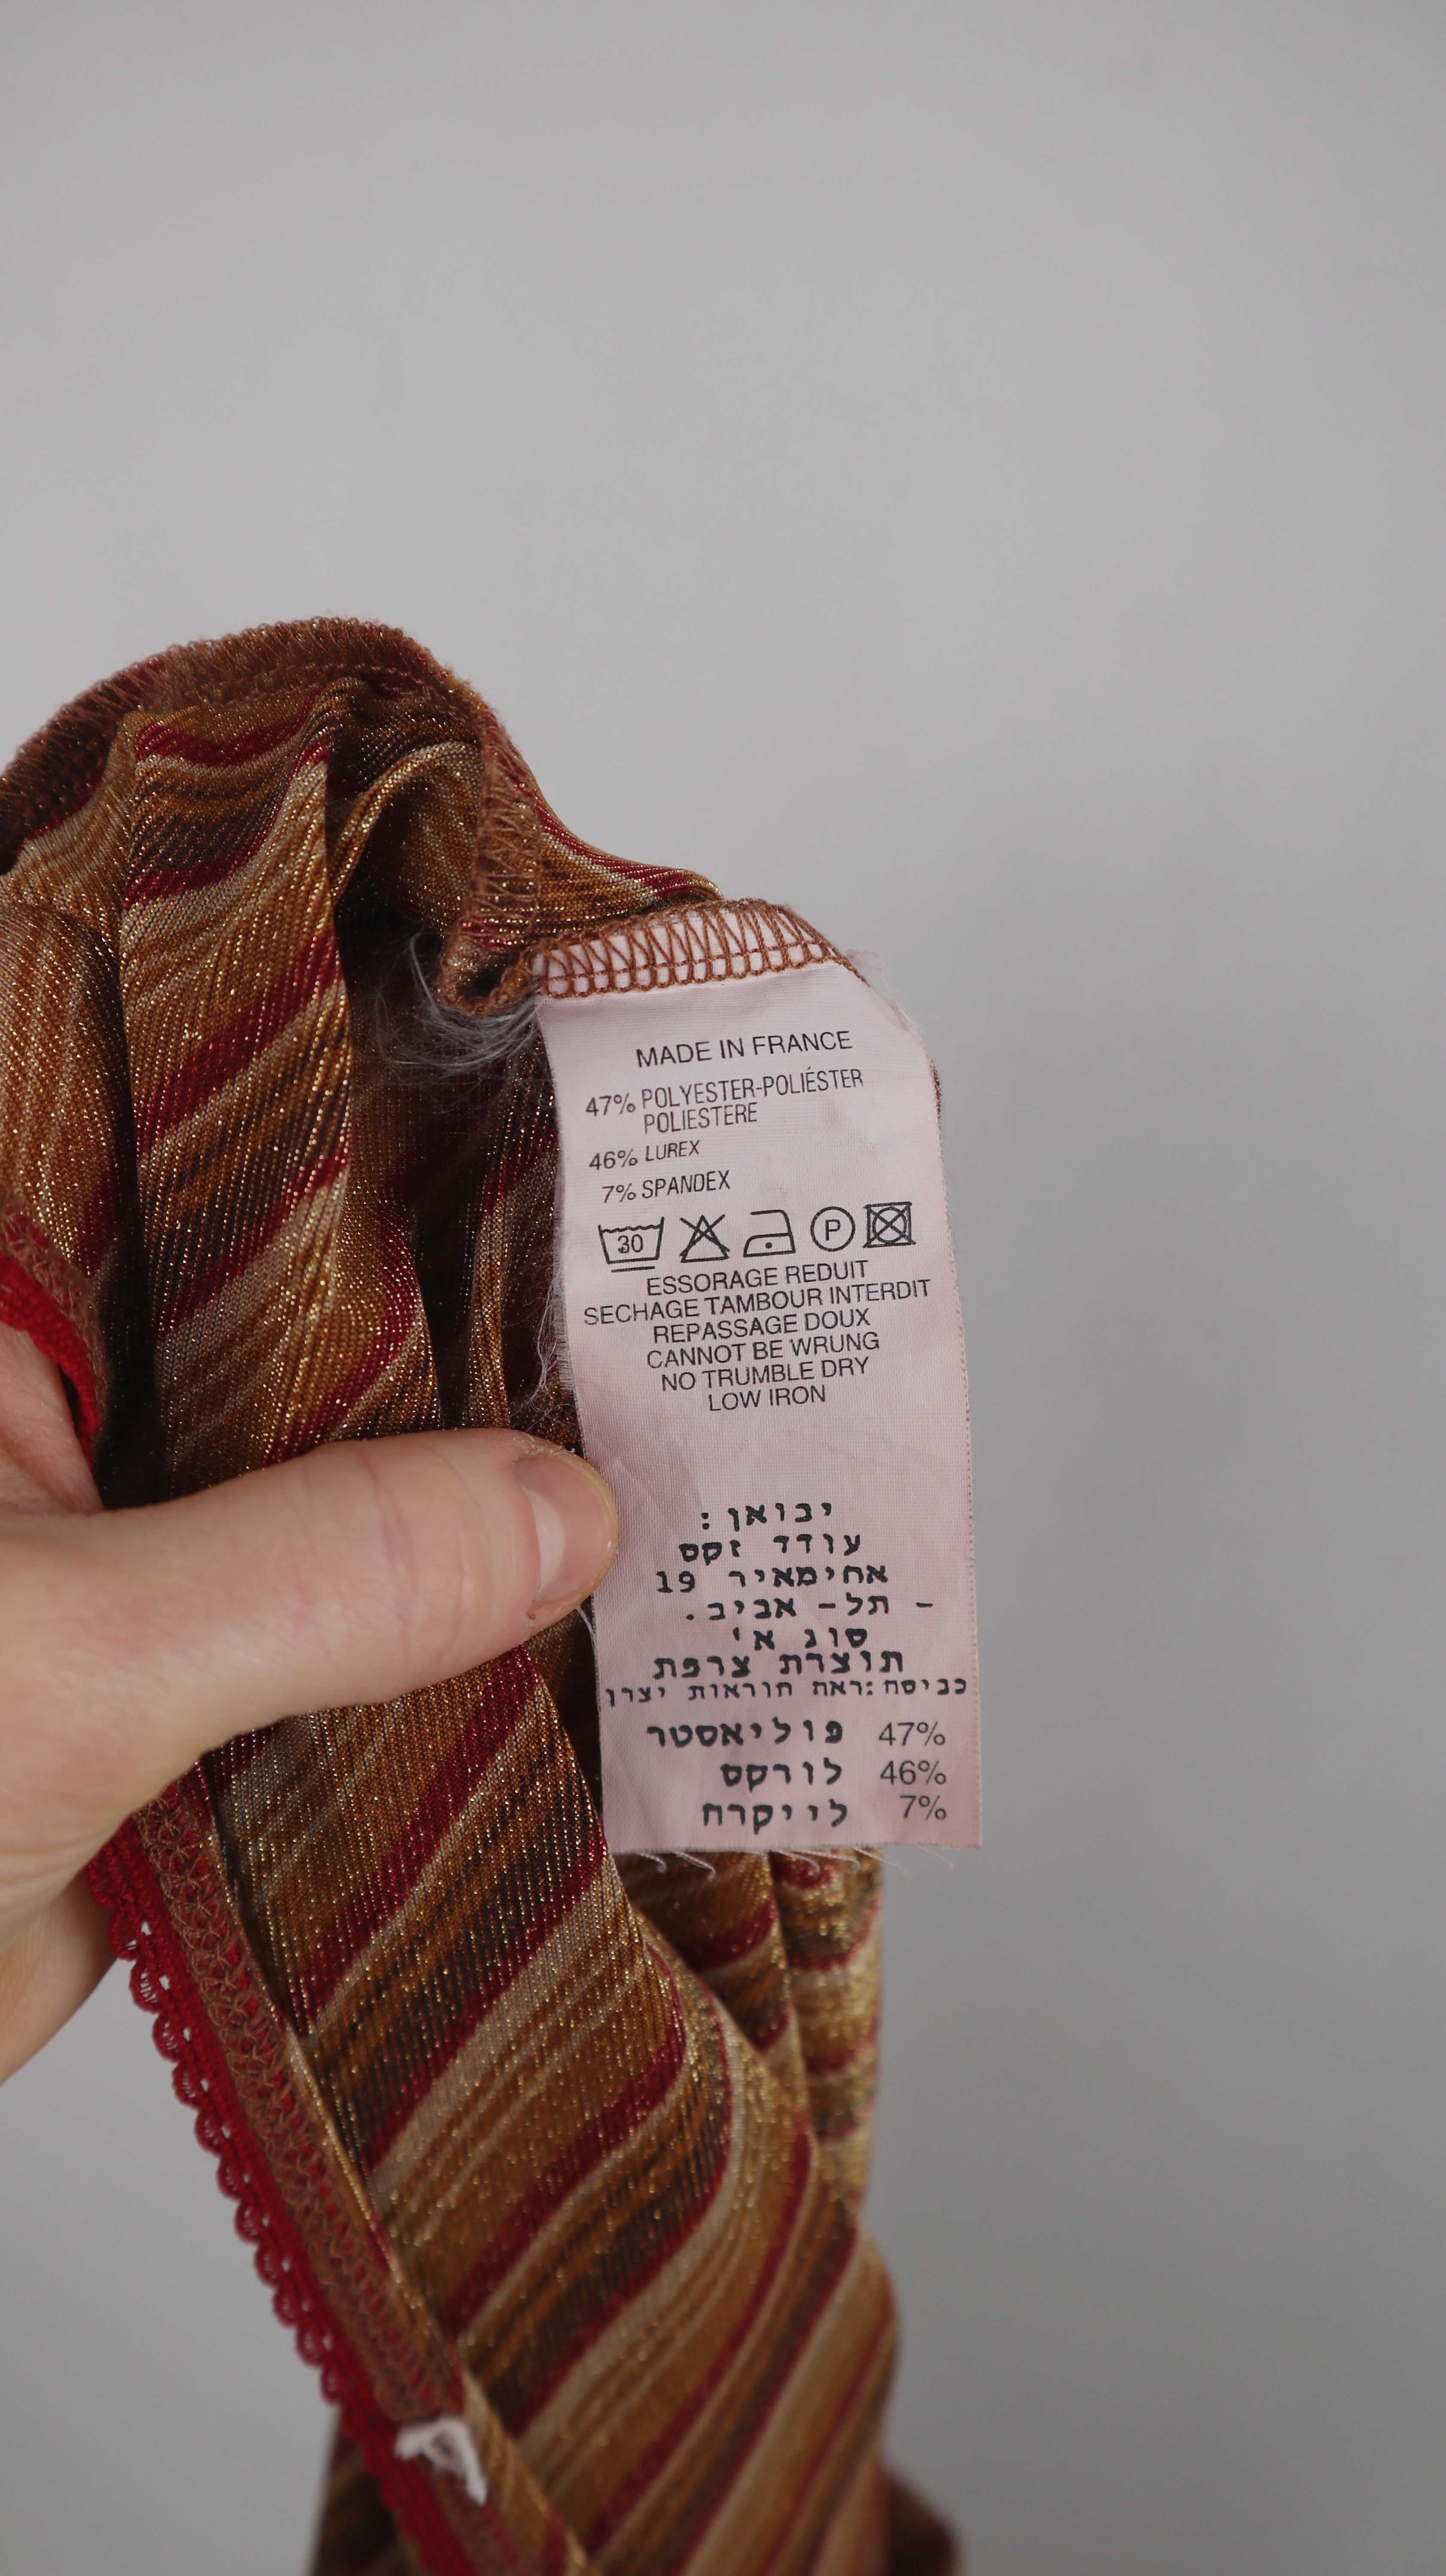 MADE IN FRANCE
47% POLYESTER-POLIÉSTER
POLIESTERE
46% LUREX
7% SPANDEX
30 P
ESSORAGE REDUIT
SECHAGE TAMBOUR INTERDIT
REPASSAGE DOUX
CANNOT BE WRUNG
NO TRUMBLE DRY
LOW IRON
יבואן:
עודד זקס
אחימאיר 19
- תל- אביב.
סוג א'
תוצרת צרפת
כביסה:ראה הוראות יצרן
פוליאסטר 47%
לורקס 46%
לייקרה 7%